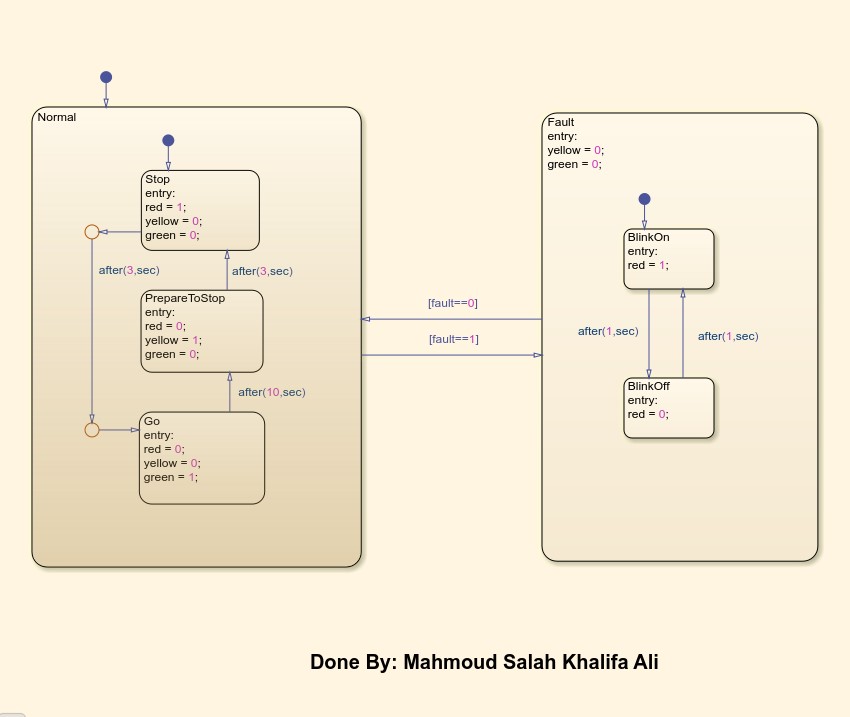 Normal
Stop
entry:
red = 1;
yellow = 0;
green = 0;
after(3,sec)
after(3,sec)
PrepareToStop
entry:
red = 0;
yellow = 1;
green = 0;
after(10,sec)
Go
entry:
red = 0;
yellow = 0;
green = 1;
[fault==0]
[fault==1]
Fault
entry:
yellow = 0;
green = 0;
BlinkOn
entry:
red = 1;
after(1,sec)
after(1,sec)
BlinkOff
entry:
red = 0;
Done By: Mahmoud Salah Khalifa Ali